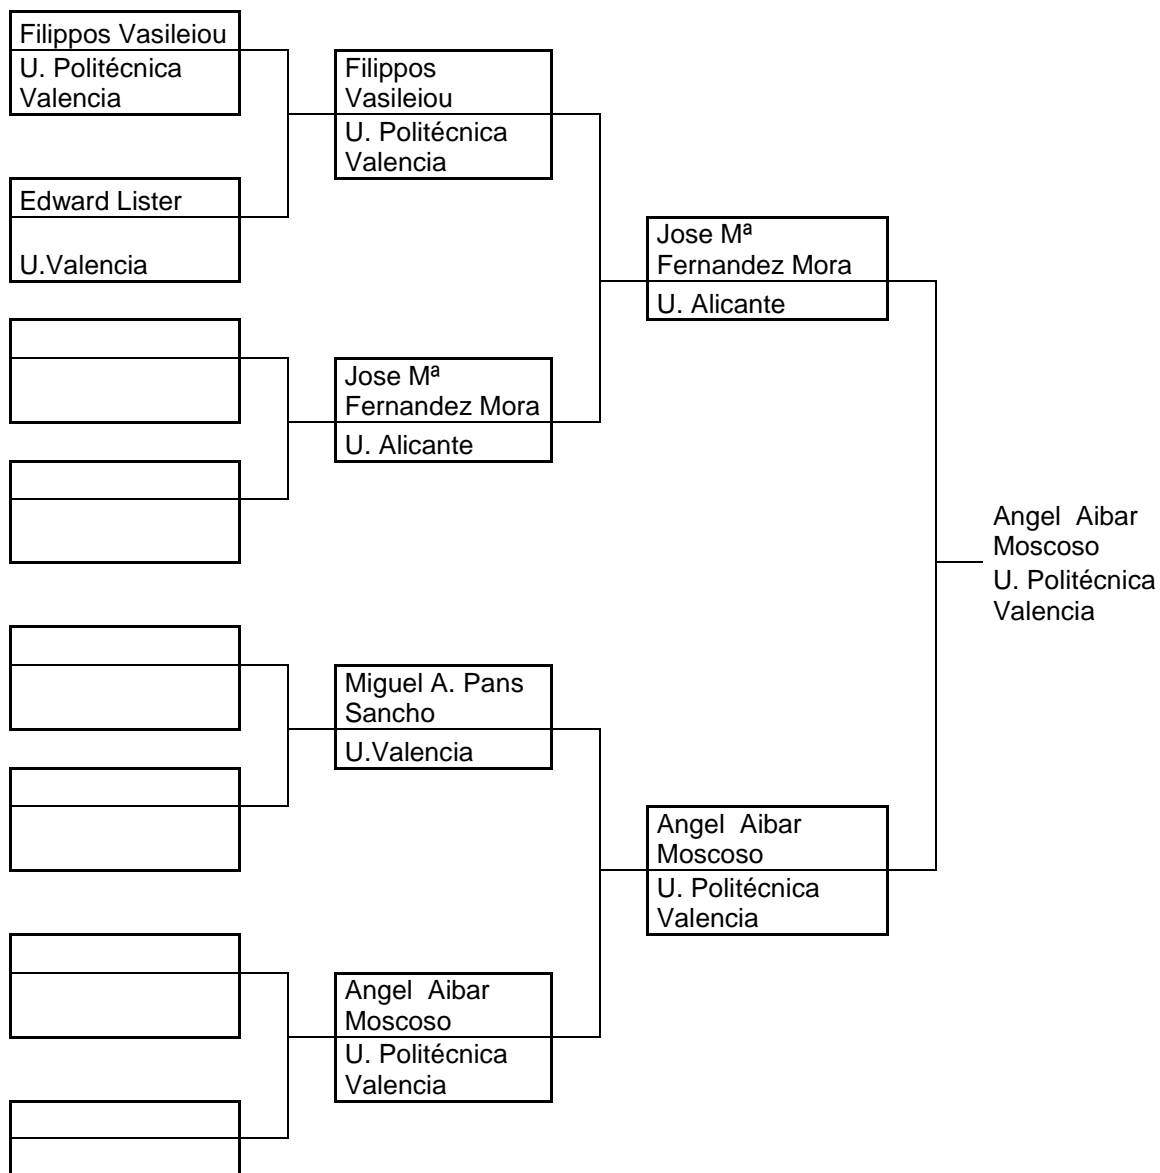 Filippos Vasileiou
U. Politécnica
Valencia
Edward Lister
U.Valencia
Filippos
Vasileiou
U. Politécnica
Valencia
Jose Mª
Fernandez Mora
U. Alicante
Miguel A. Pans
Sancho
U.Valencia
Angel Aibar
Moscoso
U. Politécnica
Valencia
Jose Mª
Fernandez Mora
U. Alicante
Angel Aibar
Moscoso
U. Politécnica
Valencia
Angel Aibar
Moscoso
U. Politécnica
Valencia